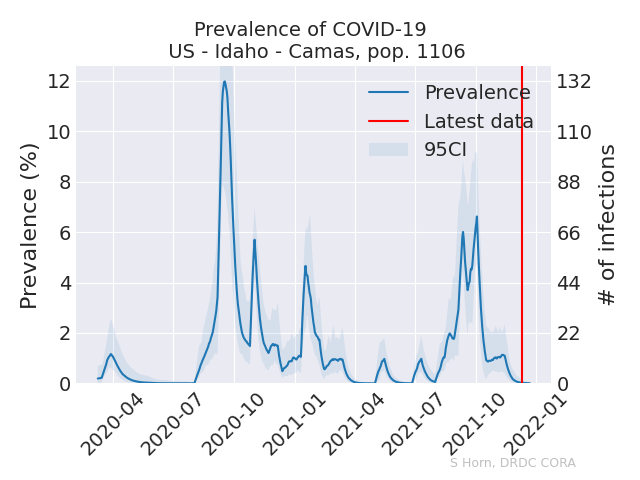 Prevalence of COVID-19
US - Idaho - Camas, pop. 1106
Prevalence
Latest data
95CI
Prevalence (%)
12
10
8
6
4
2
0
# of infections
132
110
88
66
44
22
0
2020-04
2020-07
2020-10
2021-01
2021-04
2021-07
2021-10
2022-01
S Horn, DRDC CORA